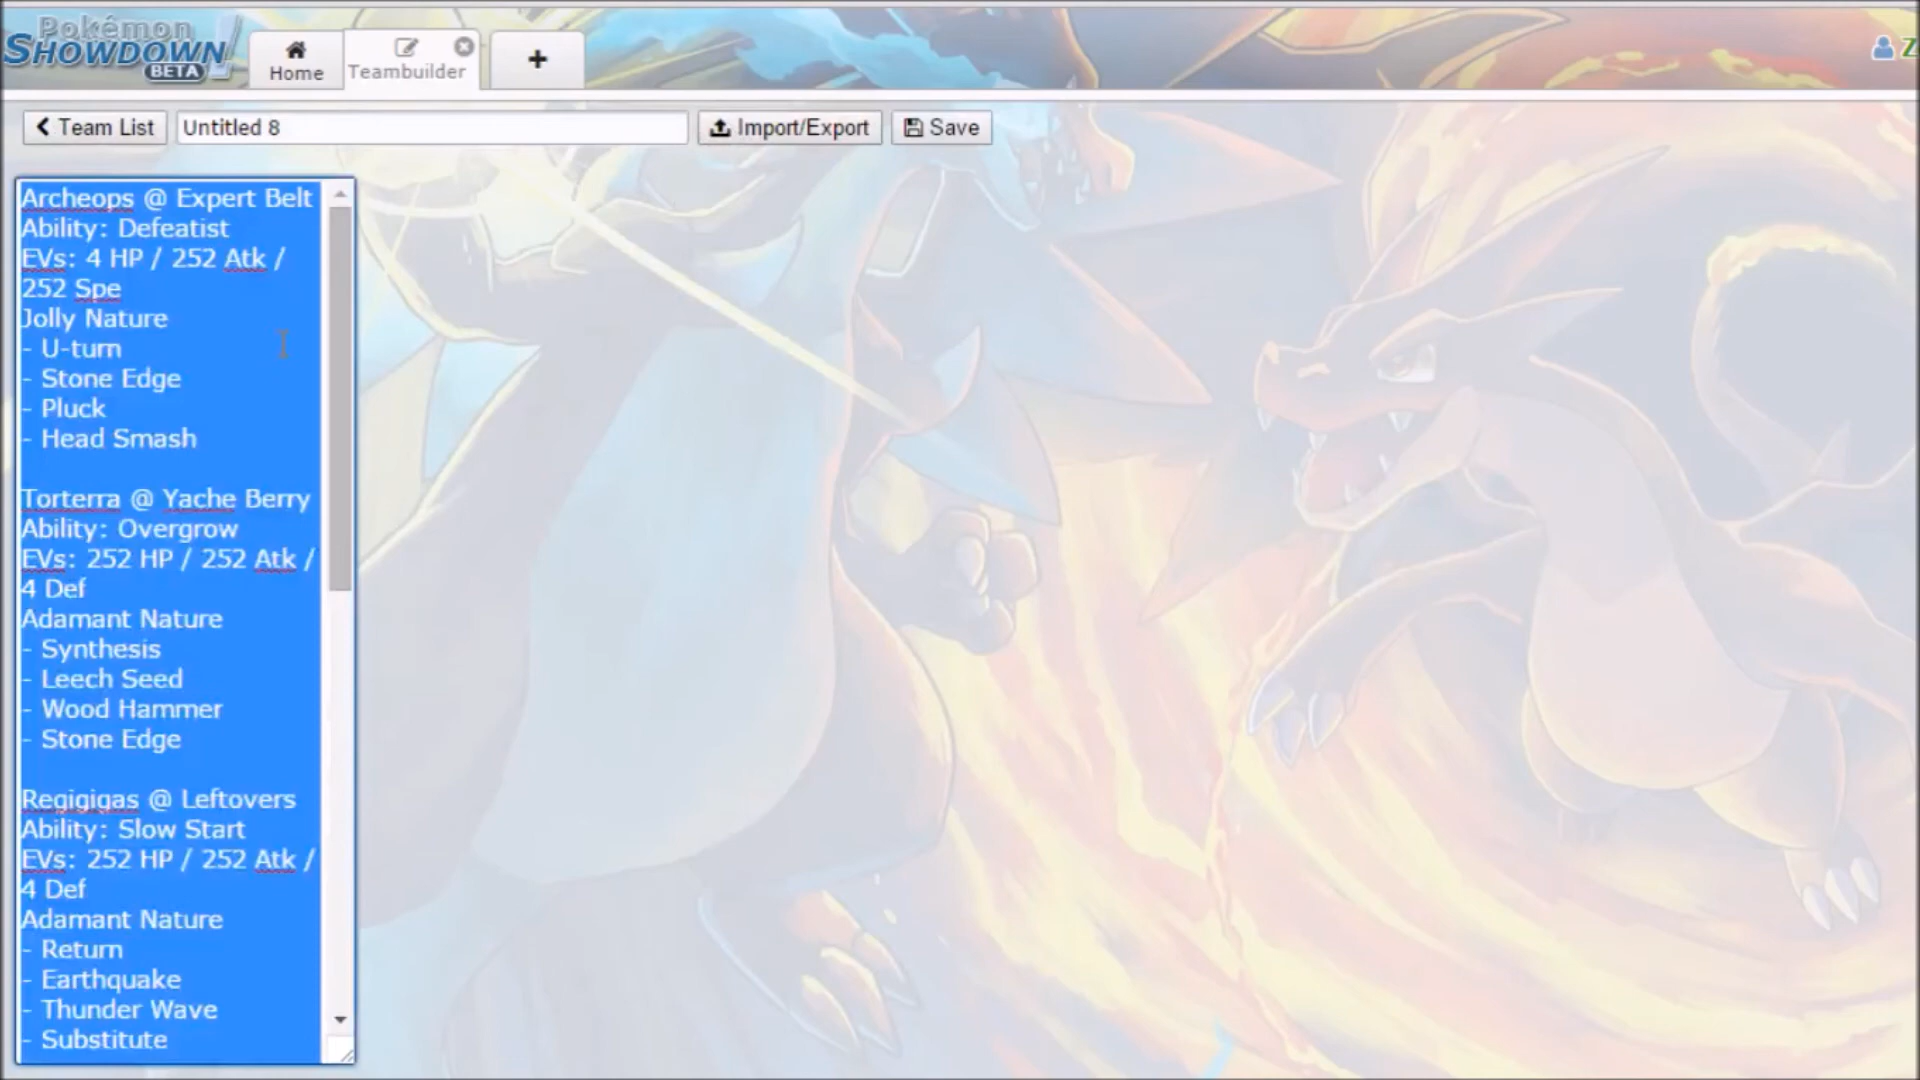 Pokémon
SHOWDOWN!
BETA
Home
Teambuilder
+
Z
Team List
Untitled 8
Import/Export
Save
Archeops @ Expert Belt
Ability: Defeatist
EVs: 4 HP / 252 Atk /
252 Spe
Jolly Nature
- U-turn
- Stone Edge
- Pluck
- Head Smash
Torterra @ Yache Berry
Ability: Overgrow
EVs: 252 HP / 252 Atk /
4 Def
Adamant Nature
- Synthesis
- Leech Seed
- Wood Hammer
- Stone Edge
Regigigas @ Leftovers
Ability: Slow Start
EVs: 252 HP / 252 Atk /
4 Def
Adamant Nature
- Return
- Earthquake
- Thunder Wave
- Substitute